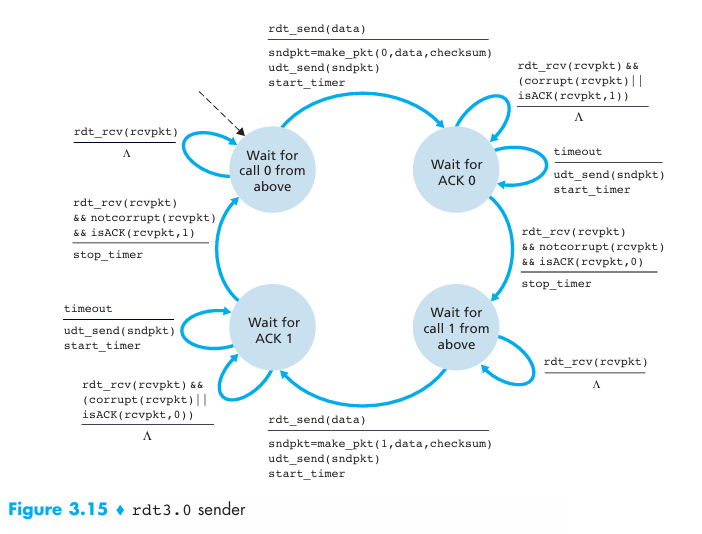 rdt_send(data)
sndpkt=make_pkt(0,data,checksum)
udt_send(sndpkt)
start_timer
rdt_rcv(rcvpkt) &&
(corrupt(rcvpkt)||
isACK(rcvpkt,1))
Λ
rdt_rcv(rcvpkt)
Λ
Wait for
call 0 from
above
Wait for
ACK 0
timeout
udt_send(sndpkt)
start_timer
rdt_rcv(rcvpkt)
&& notcorrupt(rcvpkt)
&& isACK(rcvpkt,1)
stop_timer
rdt_rcv(rcvpkt)
&& notcorrupt(rcvpkt)
&& isACK(rcvpkt,0)
stop_timer
timeout
udt_send(sndpkt)
start_timer
Wait for
ACK 1
Wait for
call 1 from
above
rdt_rcv(rcvpkt)
Λ
rdt_rcv(rcvpkt) &&
(corrupt(rcvpkt)||
isACK(rcvpkt,0))
Λ
rdt_send(data)
sndpkt=make_pkt(1,data,checksum)
udt_send(sndpkt)
start_timer
Figure 3.15 ♦ rdt3.0 sender